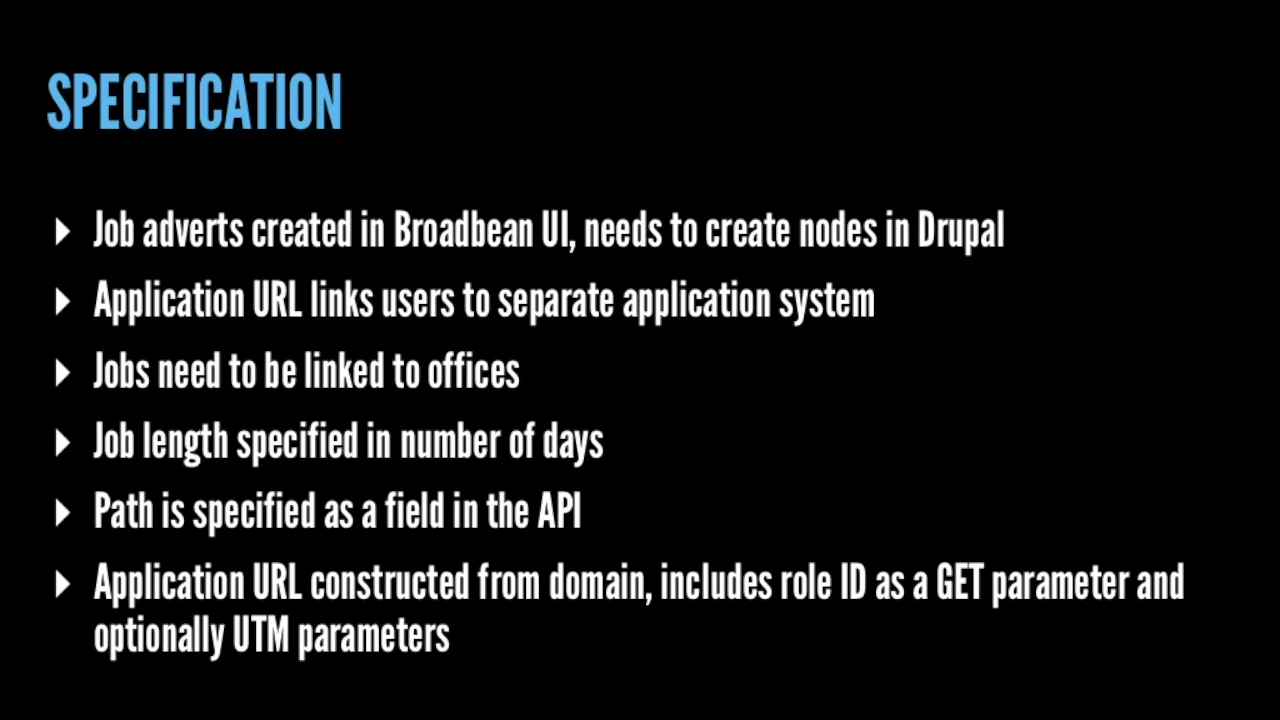 SPECIFICATION
Job adverts created in Broadbean UI, needs to create nodes in Drupal
Application URL links users to separate application system
Jobs need to be linked to offices
Job length specified in number of days
Path is specified as a field in the API
Application URL constructed from domain, includes role ID as a GET parameter and
optionally UTM parameters